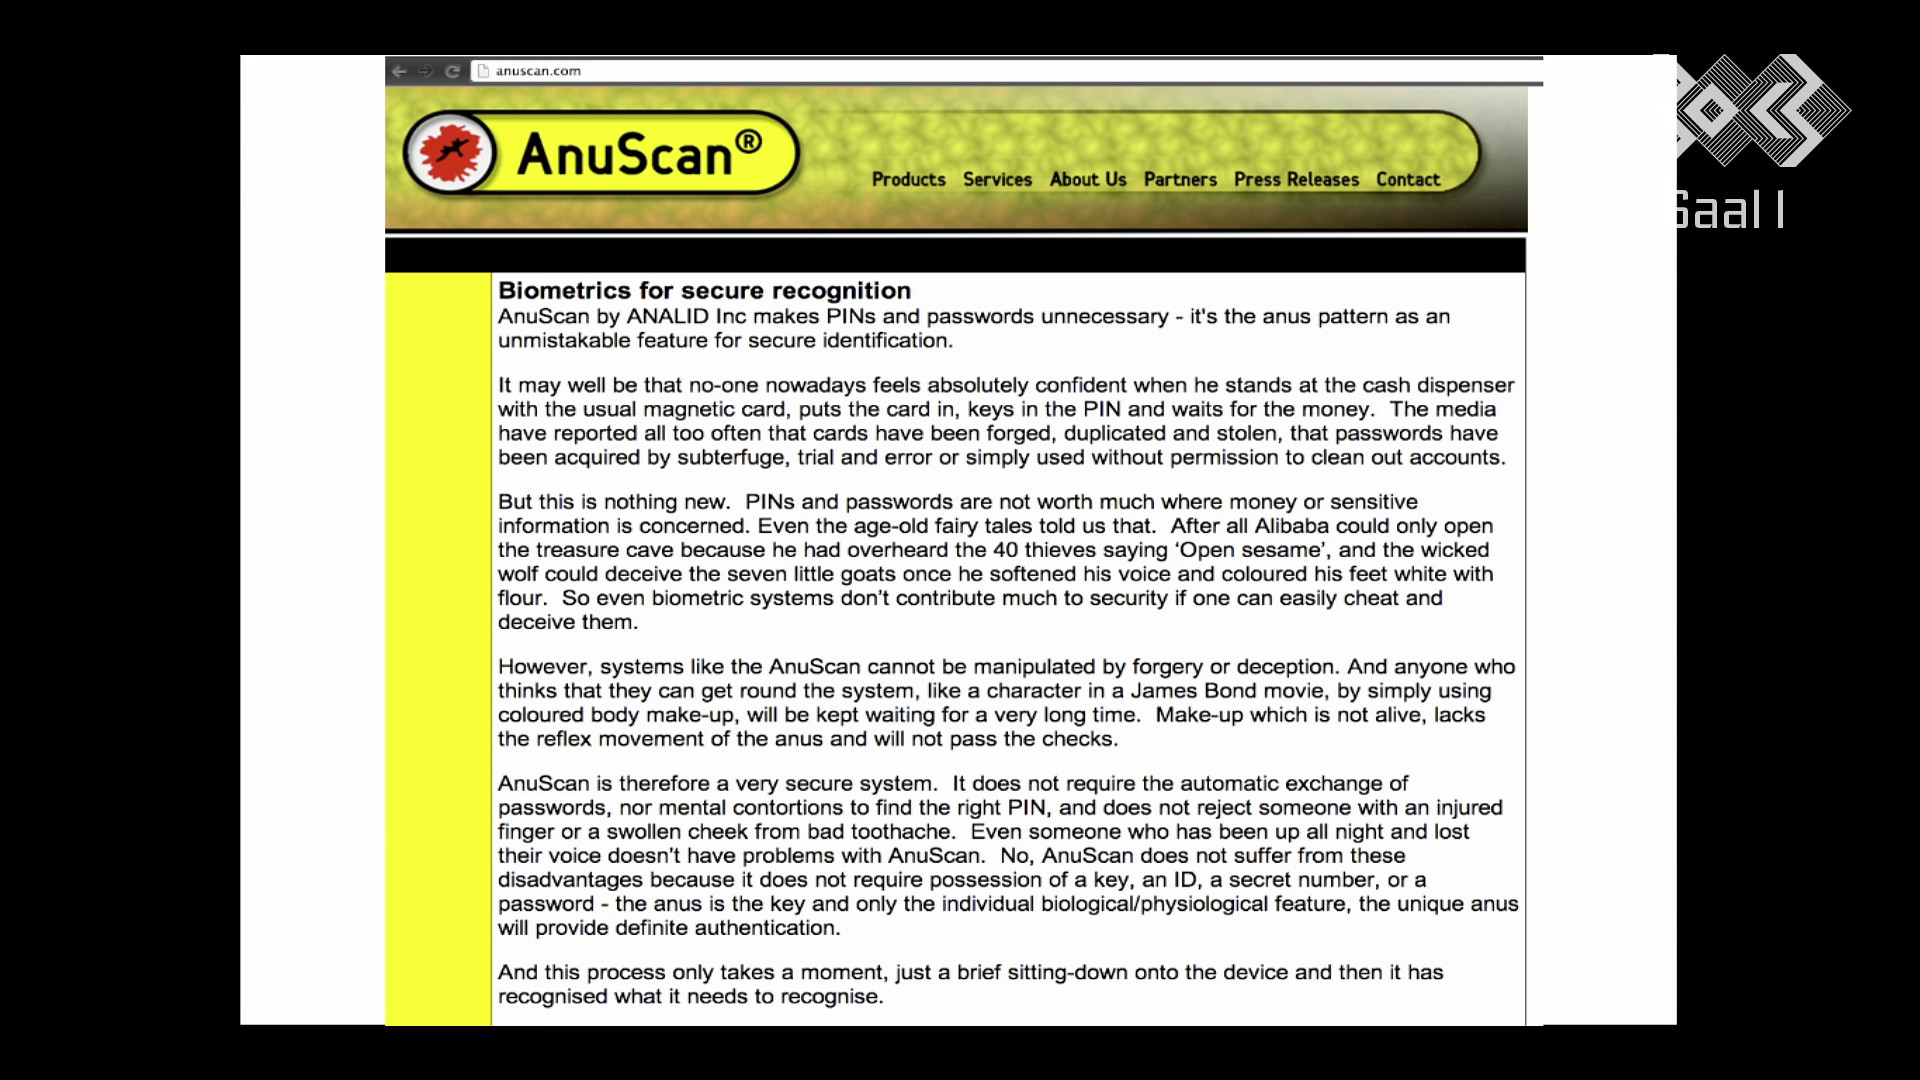 anuscan.com
AnuScan®
Products Services About Us Partners Press Releases Contact
Saal 1
Biometrics for secure recognition
AnuScan by ANALID Inc makes PINs and passwords unnecessary - it's the anus pattern as an
unmistakable feature for secure identification.
It may well be that no-one nowadays feels absolutely confident when he stands at the cash dispenser
with the usual magnetic card, puts the card in, keys in the PIN and waits for the money. The media
have reported all too often that cards have been forged, duplicated and stolen, that passwords have
been acquired by subterfuge, trial and error or simply used without permission to clean out accounts.
But this is nothing new. PINs and passwords are not worth much where money or sensitive
information is concerned. Even the age-old fairy tales told us that. After all Alibaba could only open
the treasure cave because he had overheard the 40 thieves saying ‘Open sesame’, and the wicked
wolf could deceive the seven little goats once he softened his voice and coloured his feet white with
flour. So even biometric systems don’t contribute much to security if one can easily cheat and
deceive them.
However, systems like the AnuScan cannot be manipulated by forgery or deception. And anyone who
thinks that they can get round the system, like a character in a James Bond movie, by simply using
coloured body make-up, will be kept waiting for a very long time. Make-up which is not alive, lacks
the reflex movement of the anus and will not pass the checks.
AnuScan is therefore a very secure system. It does not require the automatic exchange of
passwords, nor mental contortions to find the right PIN, and does not reject someone with an injured
finger or a swollen cheek from bad toothache. Even someone who has been up all night and lost
their voice doesn’t have problems with AnuScan. No, AnuScan does not suffer from these
disadvantages because it does not require possession of a key, an ID, a secret number, or a
password - the anus is the key and only the individual biological/physiological feature, the unique anus
will provide definite authentication.
And this process only takes a moment, just a brief sitting-down onto the device and then it has
recognised what it needs to recognise.